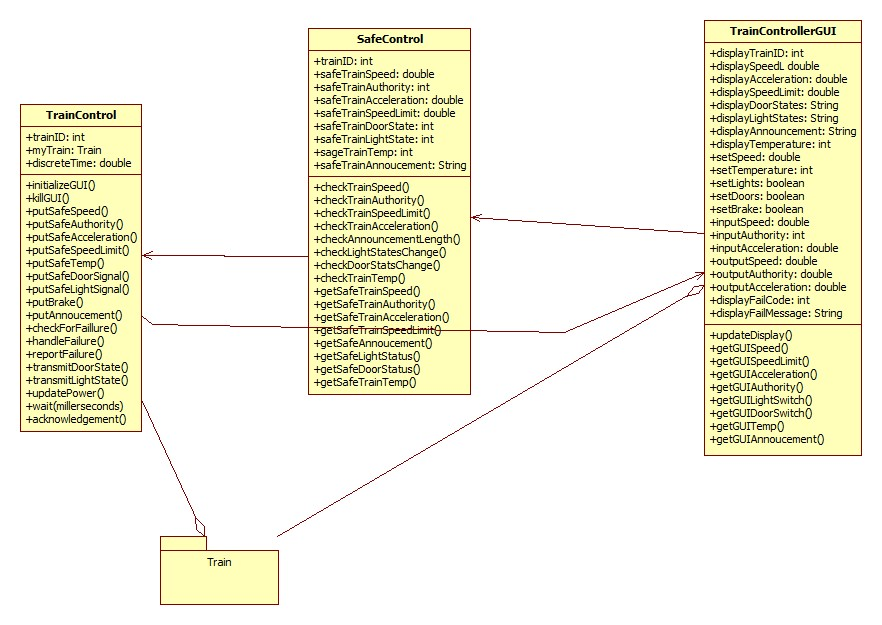 TrainControl
+trainID: int
+myTrain: Train
+discreteTime: double
+initializeGUI()
+killGUI()
+putSafeSpeed()
+putSafeAuthority()
+putSafeAcceleration()
+putSafeSpeedLimit()
+putSafeTemp()
+putSafeDoorSignal()
+putSafeLightSignal()
+putBrake()
+putAnnoucement()
+checkForFaillure()
+handleFailure()
+reportFailure()
+transmitDoorState()
+transmitLightState()
+updatePower()
+wait(millerseconds)
+acknowledgement()
SafeControl
+trainID: int
+safeTrainSpeed: double
+safeTrainAuthority: int
+safeTrainAcceleration: double
+safeTrainSpeedLimit: double
+safeTrainDoorState: int
+safeTrainLightState: int
+sageTrainTemp: int
+safeTrainAnnoucement: String
+checkTrainSpeed()
+checkTrainAuthority()
+checkTrainSpeedLimit()
+checkTrainAcceleration()
+checkAnnouncementLength()
+checkLightStatesChange()
+checkDoorStatsChange()
+checkTrainTemp()
+getSafeTrainSpeed()
+getSafeTrainAuthority()
+getSafeTrainAcceleration()
+getSafeTrainSpeedLimit()
+getSafeAnnoucement()
+getSafeLightStatus()
+getSafeDoorStatus()
+getSafeTrainTemp()
TrainControllerGUI
+displayTrainID: int
+displaySpeedL double
+displayAcceleration: double
+displaySpeedLimit: double
+displayDoorStates: String
+displayLightStates: String
+displayAnnouncement: String
+displayTemperature: int
+setSpeed: double
+setTemperature: int
+setLights: boolean
+setDoors: boolean
+setBrake: boolean
+inputSpeed: double
+inputAuthority: int
+inputAcceleration: double
+outputSpeed: double
+outputAuthority: double
+outputAcceleration: double
+displayFailCode: int
+displayFailMessage: String
+updateDisplay()
+getGUISpeed()
+getGUISpeedLimit()
+getGUIAcceleration()
+getGUIAuthority()
+getGUILightSwitch()
+getGUIDoorSwitch()
+getGUITemp()
+getGUIAnnoucement()
Train